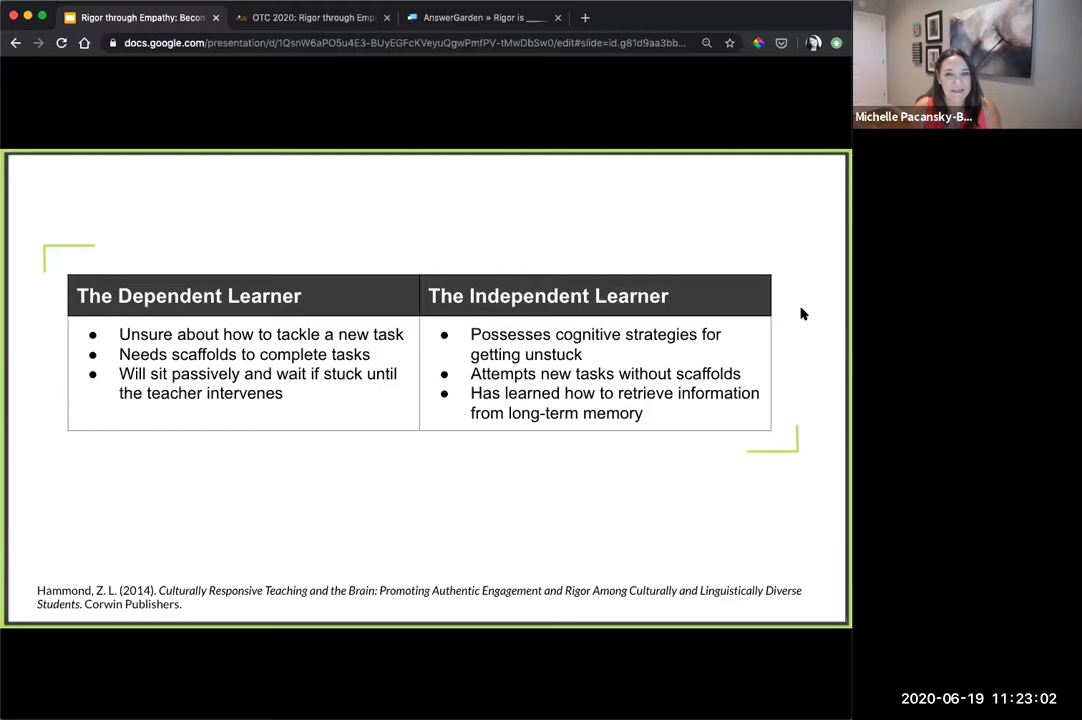 Rigor through Empathy: Becon
OTC 2020: Rigor through Emp
AnswerGarden » Rigor is ____
docs.google.com/presentation/d/1QsnW6aPO5u4E3-BUyEGFcKVeyuQgwPmfPV-tMwDbSw0/edit#slide=id.g81d9aa3bb...
Michelle Pacansky-B...
The Dependent Learner
The Independent Learner
● Unsure about how to tackle a new task
● Needs scaffolds to complete tasks
● Will sit passively and wait if stuck until
the teacher intervenes
● Possesses cognitive strategies for
getting unstuck
● Attempts new tasks without scaffolds
● Has learned how to retrieve information
from long-term memory
Hammond, Z. L. (2014). Culturally Responsive Teaching and the Brain: Promoting Authentic Engagement and Rigor Among Culturally and Linguistically Diverse
Students. Corwin Publishers.
2020-06-19 11:23:02